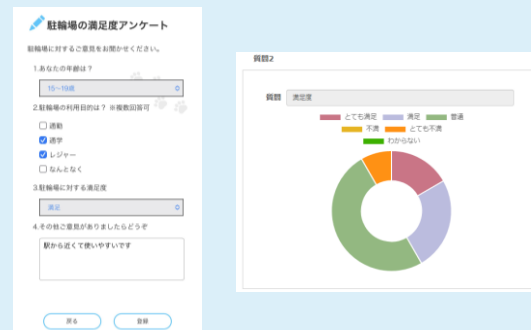 駐輪場の満足度アンケート
駐輪場に対するご意見をお聞かせください。
1.あなたの年齢は？
15～19歳
2.駐輪場の利用目的は？ ※複数回答可
通勤
通学
レジャー
なんとなく
3.駐輪場に対する満足度
満足
4.その他ご意見がありましたらどうぞ
駅から近くて使いやすいです
戻る 登録
質問2
質問 満足度
とても満足 満足 普通
不満 とても不満
わからない